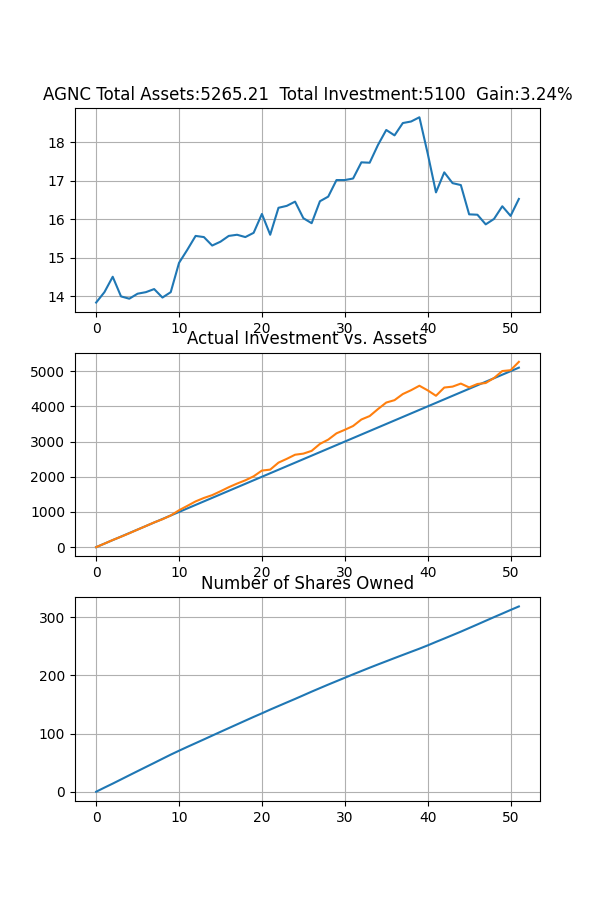 AGNC Total Assets:5265.21  Total Investment:5100  Gain:3.24%
18
17
16
15
14
0 10 20 30 40 50
Actual Investment vs. Assets
5000
4000
3000
2000
1000
0
0 10 20 30 40 50
Number of Shares Owned
300
200
100
0
0 10 20 30 40 50